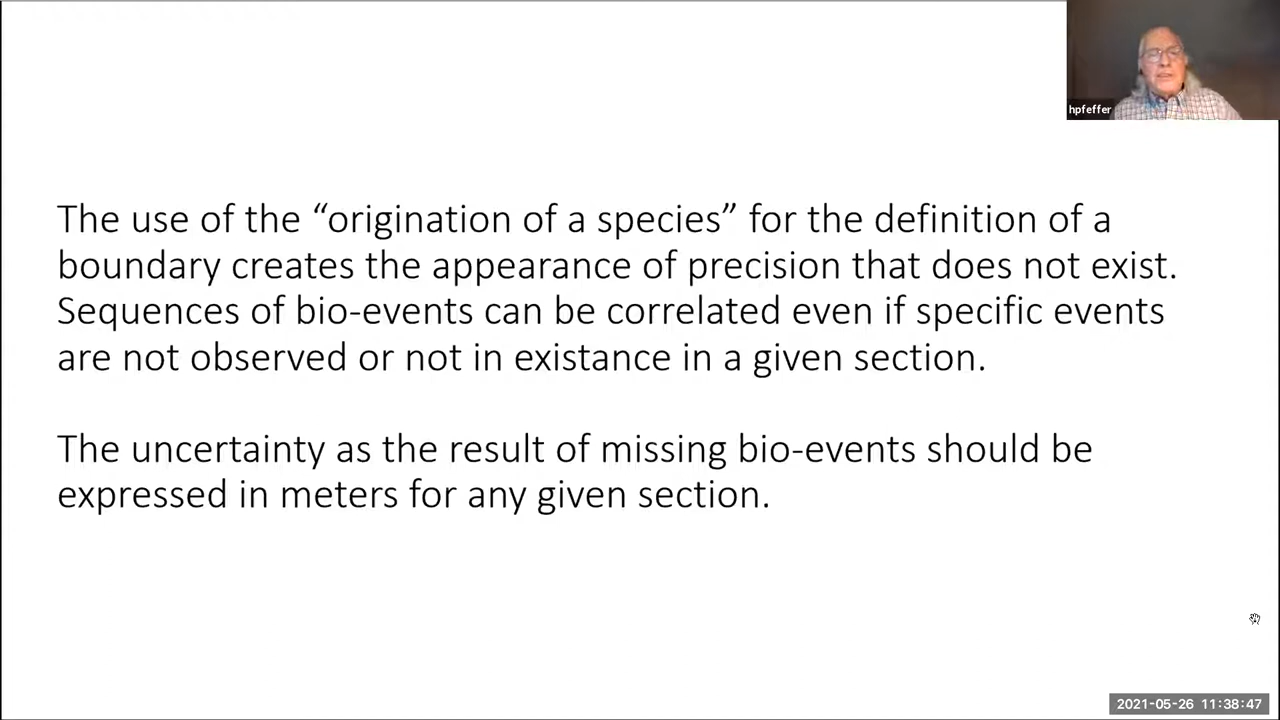 hpfeffer
The use of the “origination of a species” for the definition of a
boundary creates the appearance of precision that does not exist.
Sequences of bio-events can be correlated even if specific events
are not observed or not in existance in a given section.
The uncertainty as the result of missing bio-events should be
expressed in meters for any given section.
2021-05-26 11:38:47